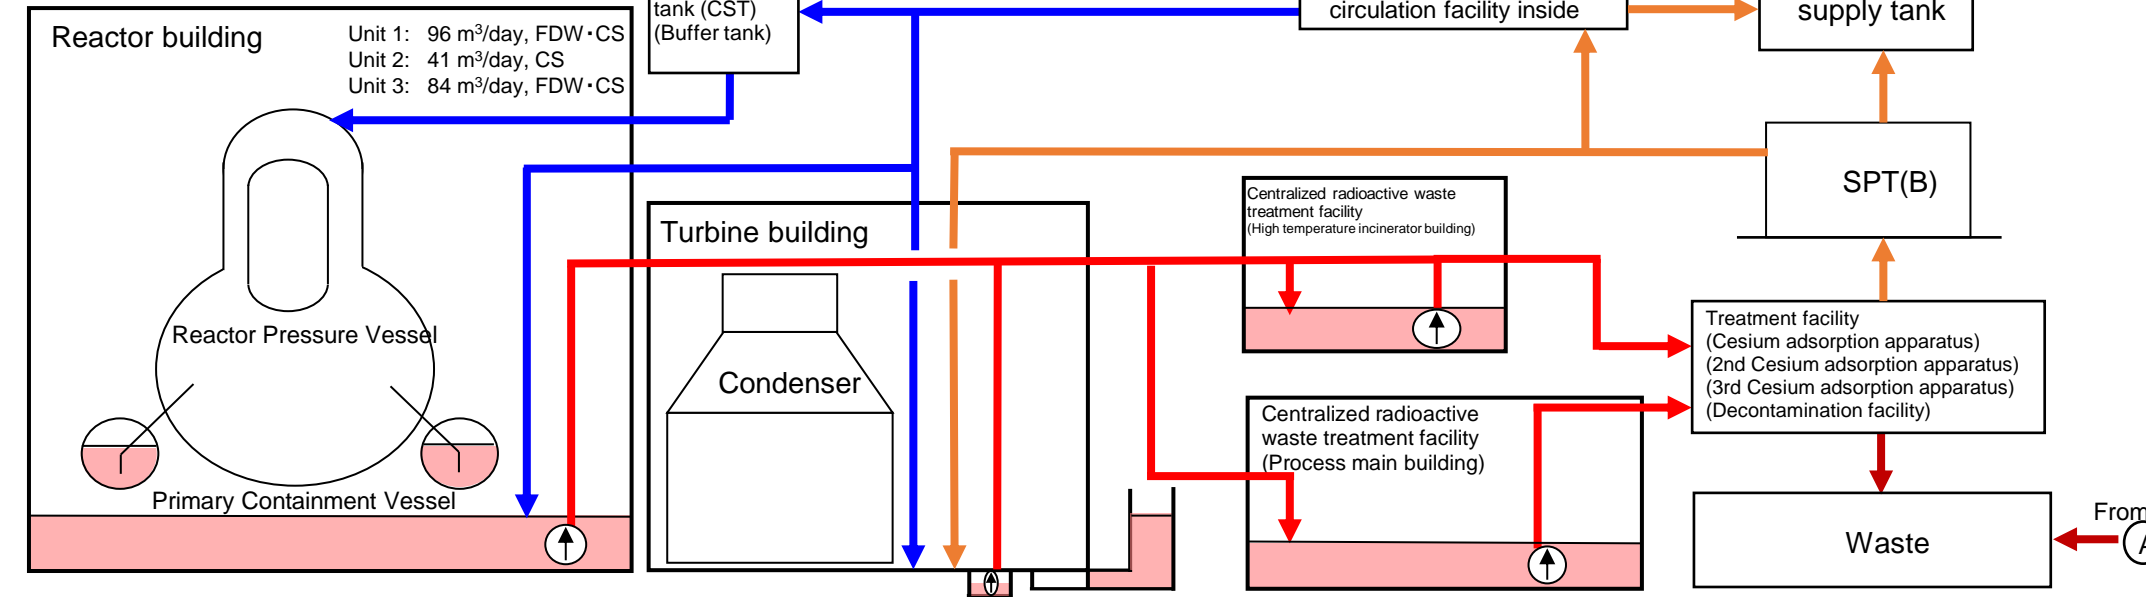 tank (CST)
(Buffer tank)
circulation facility inside
supply tank
Reactor building
Unit 1: 96 m³/day, FDW・CS
Unit 2: 41 m³/day, CS
Unit 3: 84 m³/day, FDW・CS
SPT(B)
Centralized radioactive waste
treatment facility
(High temperature incinerator building)
Turbine building
Reactor Pressure Vessel
Condenser
Treatment facility
(Cesium adsorption apparatus)
(2nd Cesium adsorption apparatus)
(3rd Cesium adsorption apparatus)
(Decontamination facility)
Centralized radioactive
waste treatment facility
(Process main building)
Primary Containment Vessel
From
Waste
A